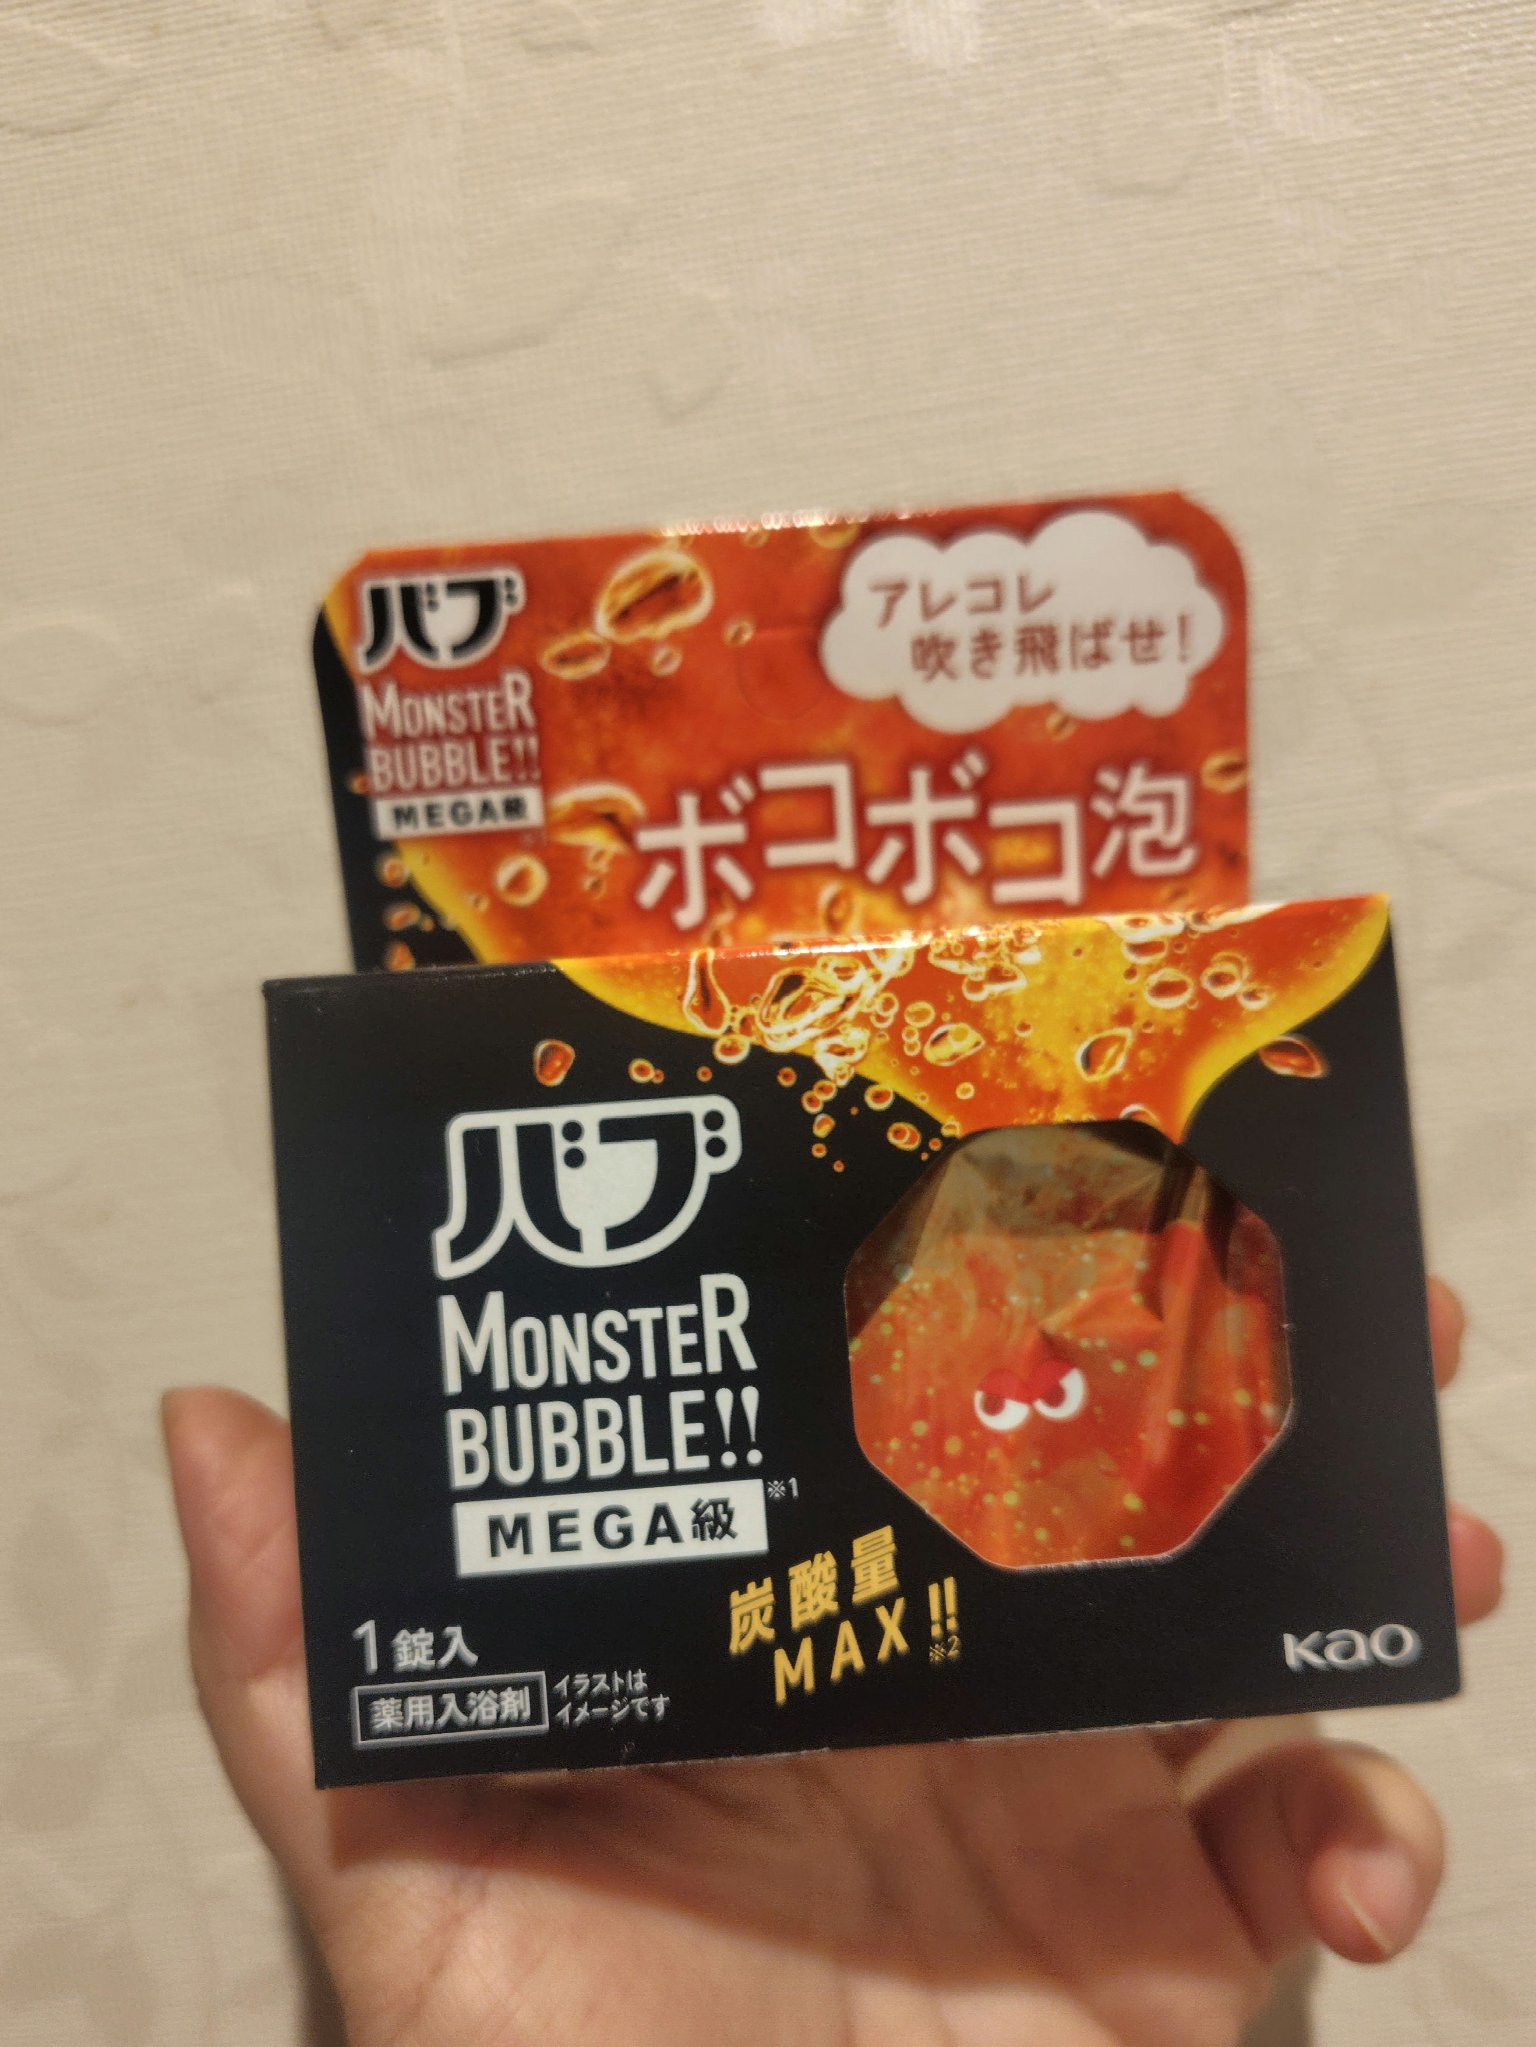 バブ
MONSTER
BUBBLE!!
MEGA級
アレコレ
吹き飛ばせ!
ボコボコ泡
バブ
MONSTER
BUBBLE!!
MEGA級※1
炭酸量
MAX!!※2
1錠入
薬用入浴剤
イラストは
イメージです
Kao